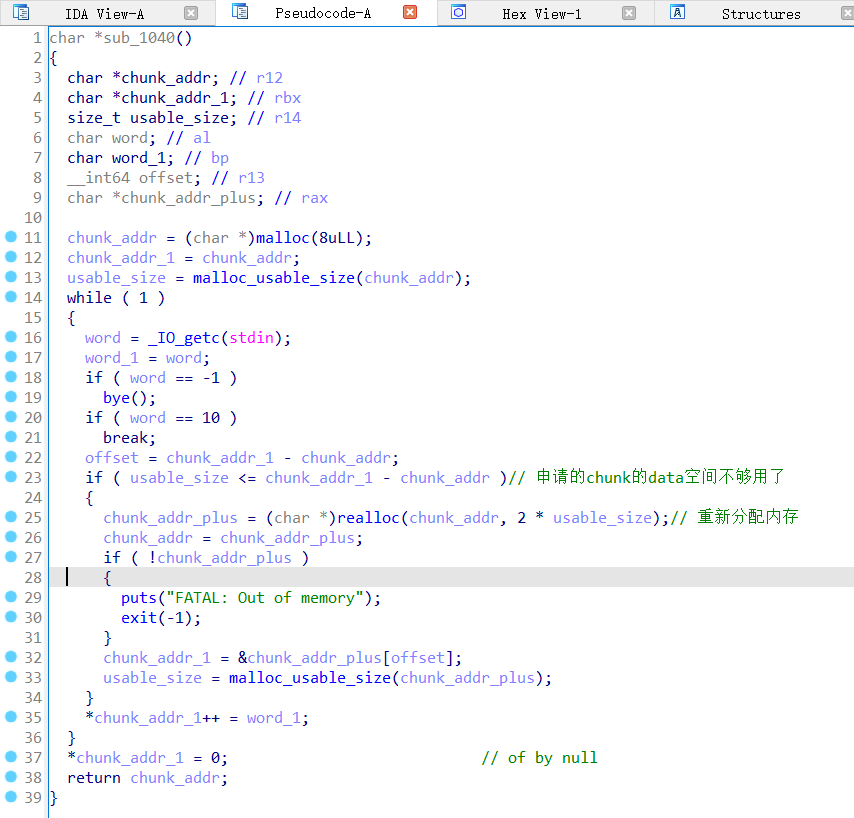 IDA View-A Pseudocode-A Hex View-1 Structures
1 char *sub_1040()
2 {
3 char *chunk_addr; // r12
4 char *chunk_addr_1; // rbx
5 size_t usable_size; // r14
6 char word; // al
7 char word_1; // bp
8 __int64 offset; // r13
9 char *chunk_addr_plus; // rax
10
11 chunk_addr = (char *)malloc(8uLL);
12 chunk_addr_1 = chunk_addr;
13 usable_size = malloc_usable_size(chunk_addr);
14 while ( 1 )
15 {
16 word = _IO_getc(stdin);
17 word_1 = word;
18 if ( word == -1 )
19 bye();
20 if ( word == 10 )
21 break;
22 offset = chunk_addr_1 - chunk_addr;
23 if ( usable_size <= chunk_addr_1 - chunk_addr )// 申请的chunk的data空间不够用了
24 {
25 chunk_addr_plus = (char *)realloc(chunk_addr, 2 * usable_size);// 重新分配内存
26 chunk_addr = chunk_addr_plus;
27 if ( !chunk_addr_plus )
28 {
29 puts("FATAL: Out of memory");
30 exit(-1);
31 }
32 chunk_addr_1 = &chunk_addr_plus[offset];
33 usable_size = malloc_usable_size(chunk_addr_plus);
34 }
35 *chunk_addr_1++ = word_1;
36 }
37 *chunk_addr_1 = 0; // of by null
38 return chunk_addr;
39 }